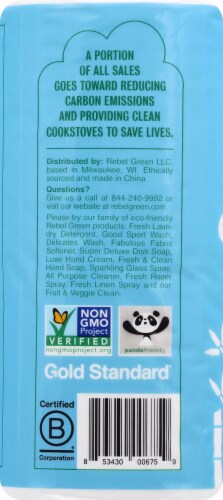 A PORTION
OF ALL SALES
GOES TOWARD REDUCING
CARBON EMISSIONS
AND PROVIDING CLEAN
COOKSTOVES TO SAVE LIVES.
Distributed by: Rebel Green LLC,
based in Milwaukee, WI. Ethically
sourced and made in China.
Questions?
Give us a call at 844-240-9992 or
visit our website at rebelgreen.com.
Please try our family of eco-friendly
Rebel Green products: Fresh Laun-
dry Detergent, Good Sport Wash,
Delicates Wash, Fabulous Fabric
Softener, Super Deluxe Dish Soap,
Luxe Hand Cream, Fresh & Clean
Hand Soap, Sparkling Glass Spray,
All Purpose Cleaner, Fresh Room
Spray, Fresh Linen Spray and our
Fruit & Veggie Clean.
NON
GMO
Project
VERIFIED
nongmoproject.org
pandafriendly
Gold Standard
Certified
B
Corporation
8 53430 00675 9